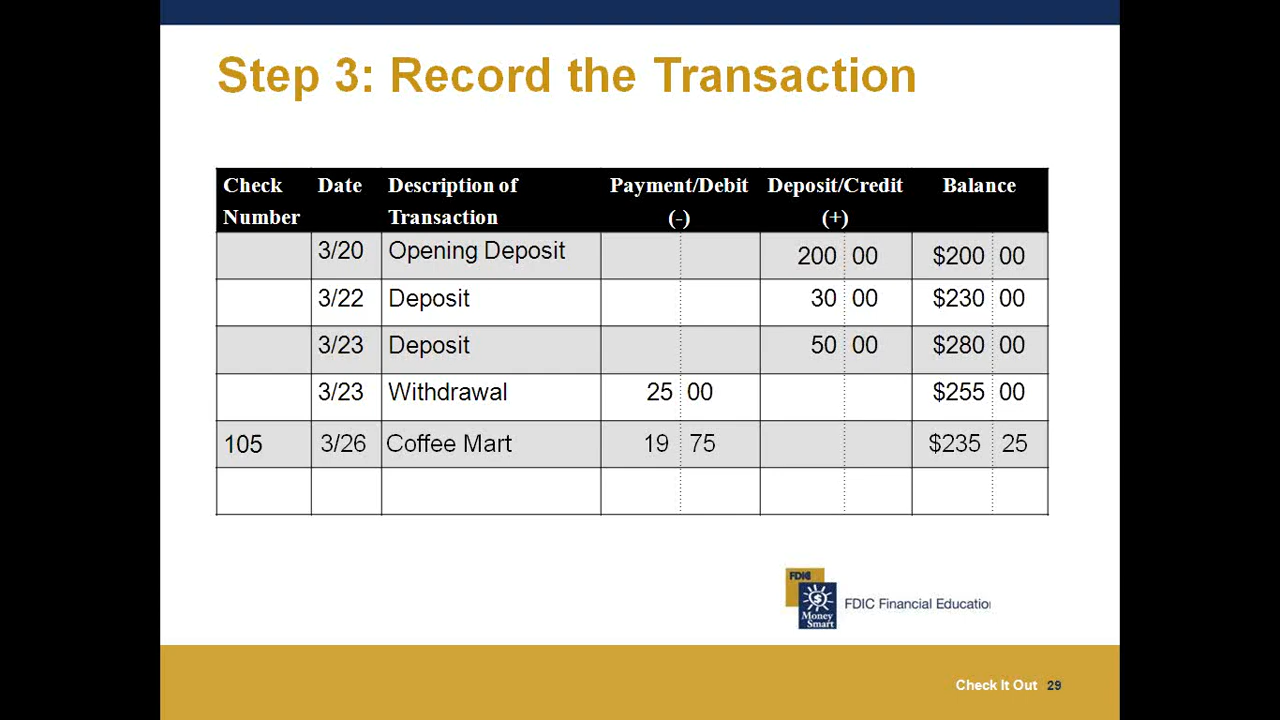 Step 3: Record the Transaction
Check Number Date Description of Transaction Payment/Debit (-) Deposit/Credit (+) Balance
3/20 Opening Deposit 200 00 $200 00
3/22 Deposit 30 00 $230 00
3/23 Deposit 50 00 $280 00
3/23 Withdrawal 25 00 $255 00
105 3/26 Coffee Mart 19 75 $235 25
FDIC
$
Money
Smart
FDIC Financial Educatio
Check It Out 29